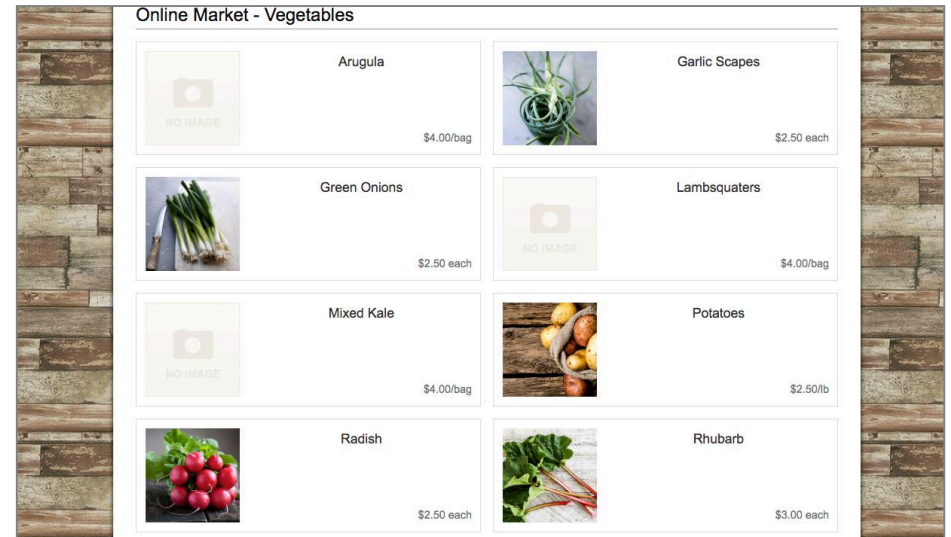 Online Market - Vegetables
Arugula
NO IMAGE
$4.00/bag
Garlic Scapes
$2.50 each
Green Onions
$2.50 each
Lambsquaters
NO IMAGE
$4.00/bag
Mixed Kale
NO IMAGE
$4.00/bag
Potatoes
$2.50/lb
Radish
$2.50 each
Rhubarb
$3.00 each